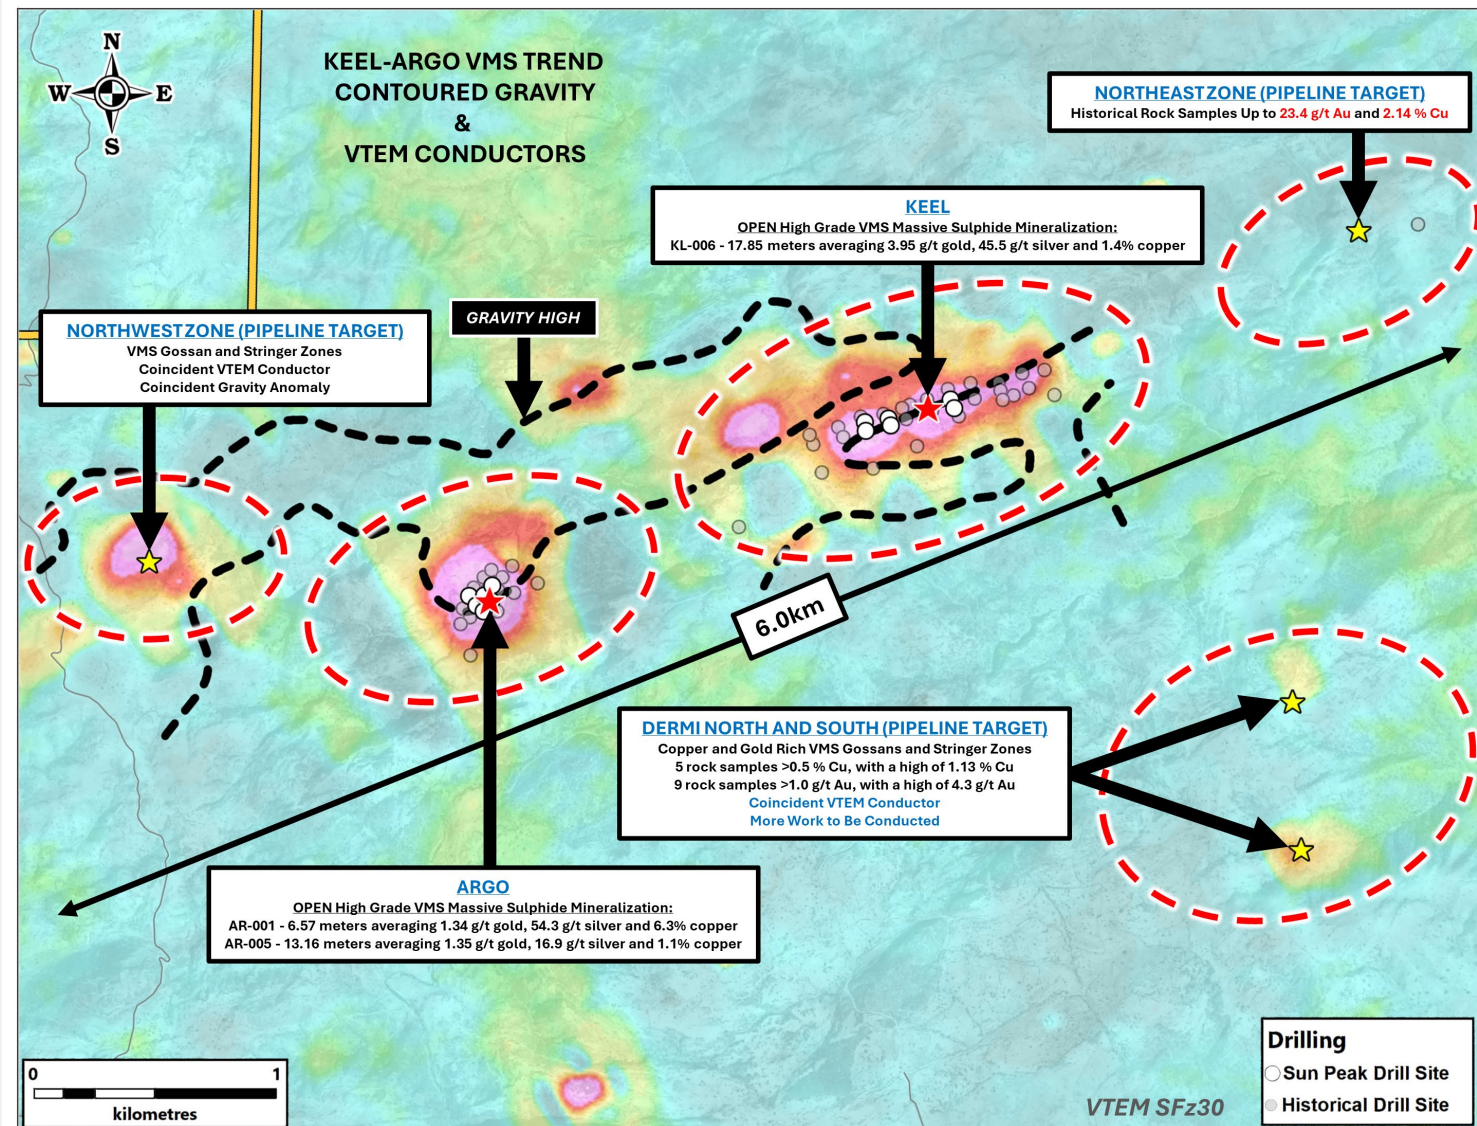 N
W E
S
KEEL-ARGO VMS TREND
CONTOURED GRAVITY
&
VTEM CONDUCTORS
NORTHEAST ZONE (PIPELINE TARGET)
Historical Rock Samples Up to 23.4 g/t Au and 2.14 % Cu
KEEL
OPEN High Grade VMS Massive Sulphide Mineralization:
KL-006 - 17.85 meters averaging 3.95 g/t gold, 45.5 g/t silver and 1.4% copper
GRAVITY HIGH
NORTHWEST ZONE (PIPELINE TARGET)
VMS Gossan and Stringer Zones
Coincident VTEM Conductor
Coincident Gravity Anomaly
6.0km
DERMI NORTH AND SOUTH (PIPELINE TARGET)
Copper and Gold Rich VMS Gossans and Stringer Zones
5 rock samples >0.5 % Cu, with a high of 1.13 % Cu
9 rock samples >1.0 g/t Au, with a high of 4.3 g/t Au
Coincident VTEM Conductor
More Work to Be Conducted
ARGO
OPEN High Grade VMS Massive Sulphide Mineralization:
AR-001 - 6.57 meters averaging 1.34 g/t gold, 54.3 g/t silver and 6.3% copper
AR-005 - 13.16 meters averaging 1.35 g/t gold, 16.9 g/t silver and 1.1% copper
0 1
kilometres
VTEM SFz30
Drilling
Sun Peak Drill Site
Historical Drill Site